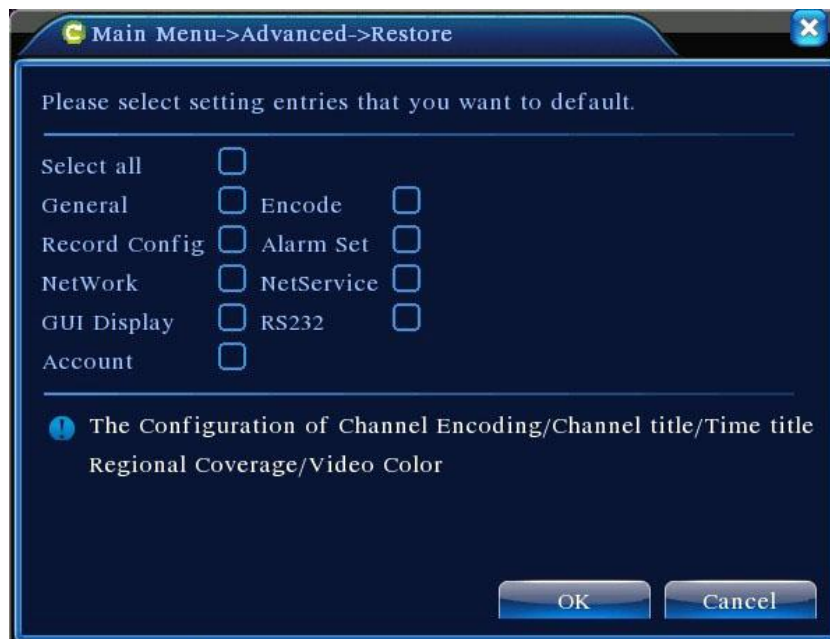 Main Menu->Advanced->Restore
Please select setting entries that you want to default.
Select all
General Encode
Record Config Alarm Set
NetWork NetService
GUI Display RS232
Account
The Configuration of Channel Encoding/Channel title/Time title
Regional Coverage/Video Color
OK Cancel